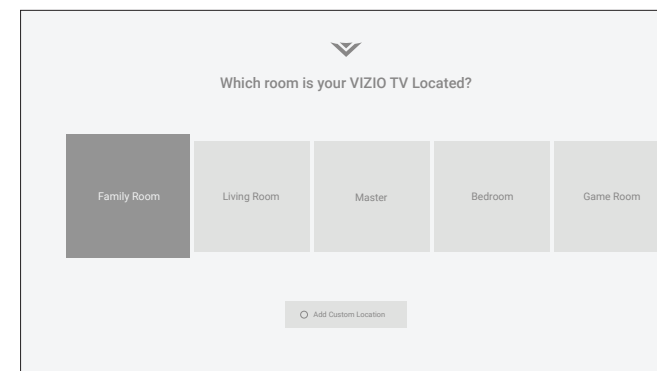 Which room is your VIZIO TV Located?
Family Room
Living Room
Master
Bedroom
Game Room
Add Custom Location